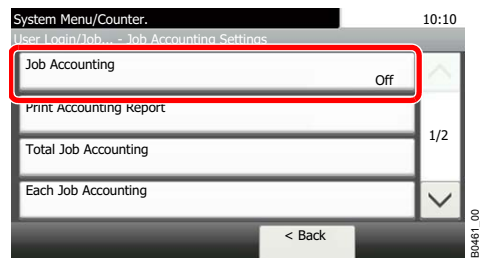 System Menu/Counter.
10:10
User Login/Job... - Job Accounting Settings
Job Accounting
Off
Print Accounting Report
1/2
Total Job Accounting
Each Job Accounting
< Back
B0461_00